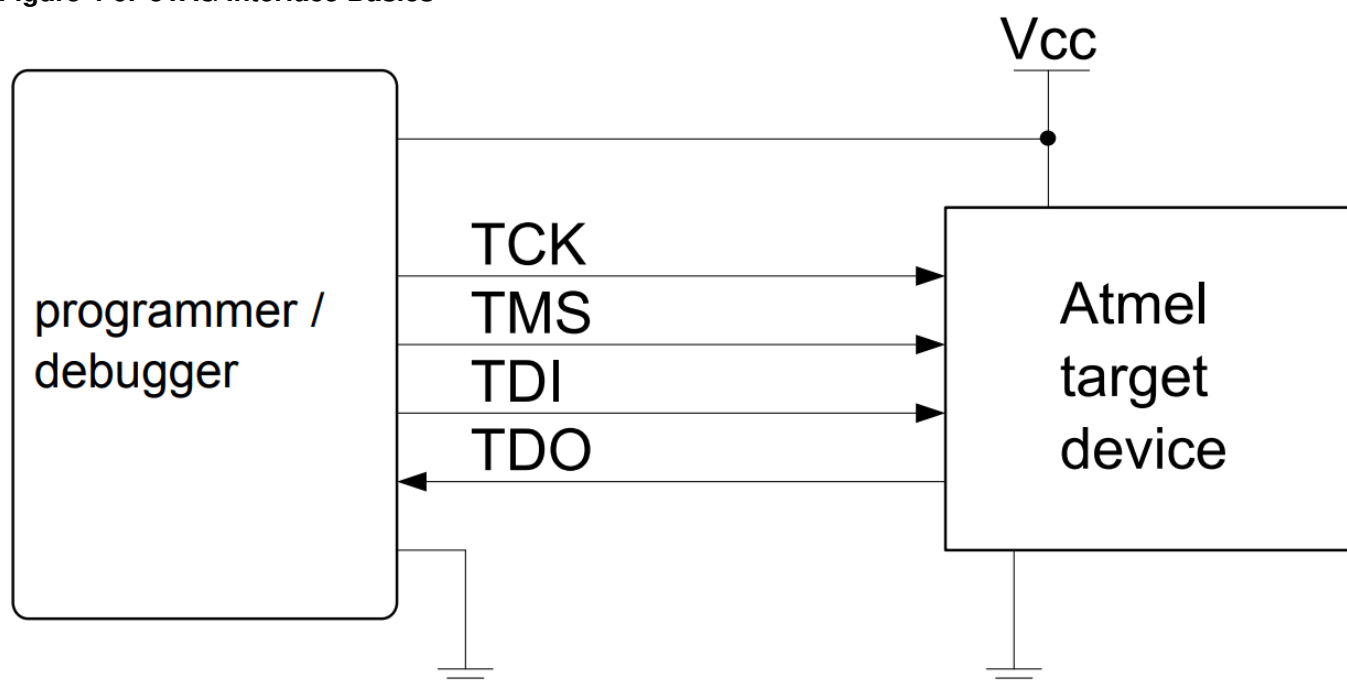 Vcc
TCK
TMS
TDI
TDO
programmer /
debugger
Atmel
target
device